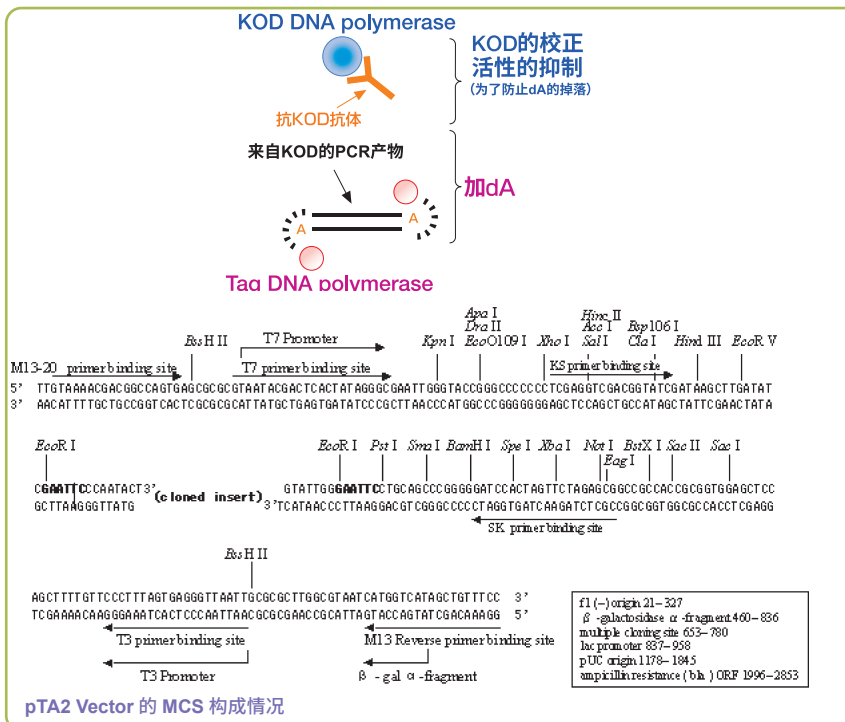 KOD DNA polymerase
KOD的校正
活性的抑制
(为了防止dA的掉落)
抗KOD抗体
来自KOD的PCR产物
加dA
A
A
Taq DNA polymerase
Apa I
Hinc II
Dra II
Acc I
Bsp106 I
BssH II
T7 Promoter
Kpn I
EcoO109 I
Xho I
Sal I
Cla I
Hind III
EcoR V
M13-20 primer binding site
T7 primer binding site
KS primer binding site
5' TTGTAAAACGACGGCCAGTGAGCGCGCGTAATACGACTCACTATAGGGCGAATTGGGTACCGGGCCCCCCCTCGAGGTCGACGGTATCGATAAGCTTGATAT
3' AACATTTTGCTGCCGGTCACTCGCGCGCATTATGCTGAGTGATATCCCGCTTAACCCATGGCCCGGGGGGGAGCTCCAGCTGCCATAGCTATTCGAACTATA
EcoR I
EcoR I
Pst I
Sma I
BamH I
Spe I
Xba I
Not I
BstX I
Sac II
Sac I
Eag I
CGAATTCCCAATACT3'
(cloned insert)
GTATTGGGAATTCCTGCAGCCCGGGGGATCCACTAGTTCTAGAGCGGCCGCCACCGCGGTGGAGCTCC
GCTTAAGGGTTATG
3'TCATAACCCTTAAGGACGTCGGGCCCCCTAGGTGATCAAGATCTCGCCGGCGGTGGCGCCACCTCGAGG
SK primer binding site
BssH II
AGCTTTTGTTCCCTTTAGTGAGGGTTAATTGCGCGCTTGGCGTAATCATGGTCATAGCTGTTTCC 3'
TCGAAAACAAGGGAAATCACTCCCAATTAACGCGCGAACCGCATTAGTACCAGTATCGACAAAGG 5'
T3 primer binding site
M13 Reverse primer binding site
T3 Promoter
β-gal α-fragment
f1 (-) origin 21-327
β-galactosidase α-fragment 460-836
multiple cloning site 653-780
lac promoter 837-958
pUC origin 1178-1845
ampicillin resistance (bla) ORF 1996-2853
pTA2 Vector 的 MCS 构成情况